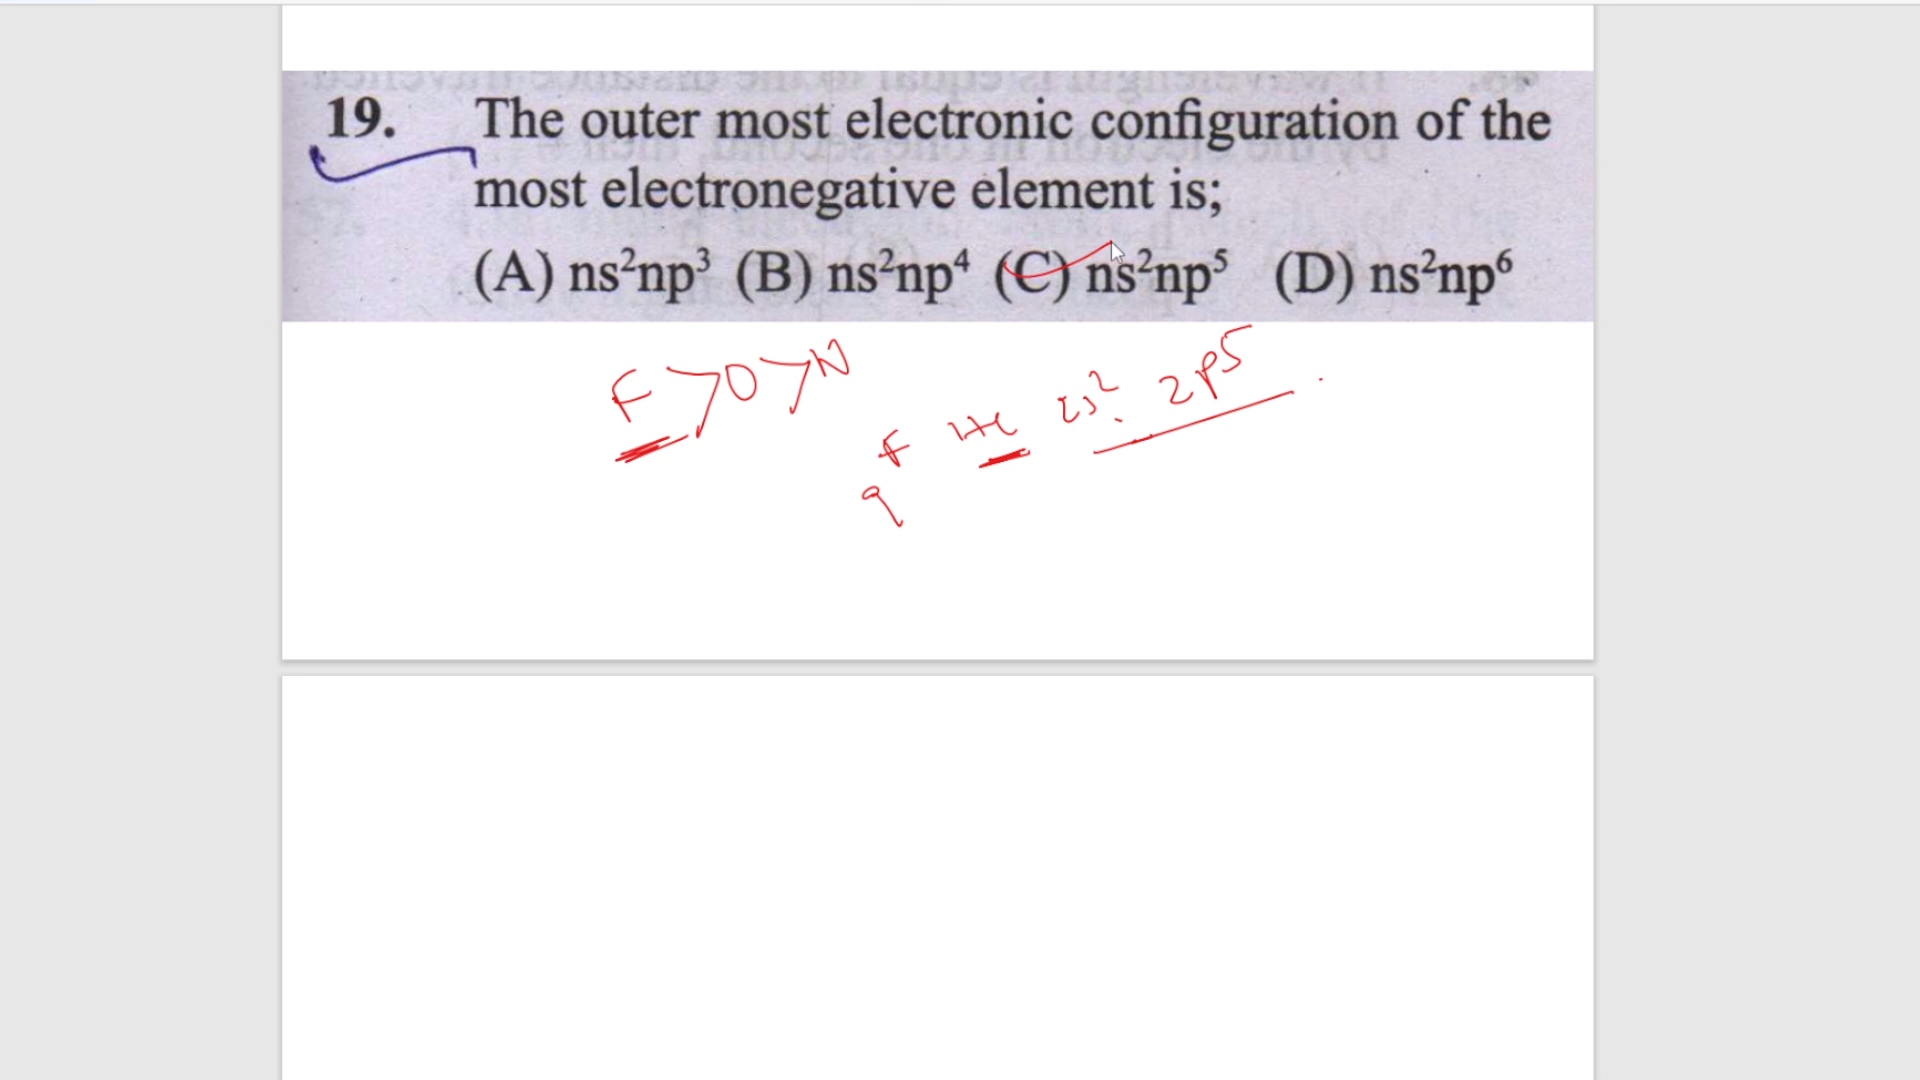 19. The outer most electronic configuration of the
most electronegative element is;
(A) ns²np³ (B) ns²np⁴ (C) ns²np⁵ (D) ns²np⁶
F > O > N
F He 2s² 2p5
9